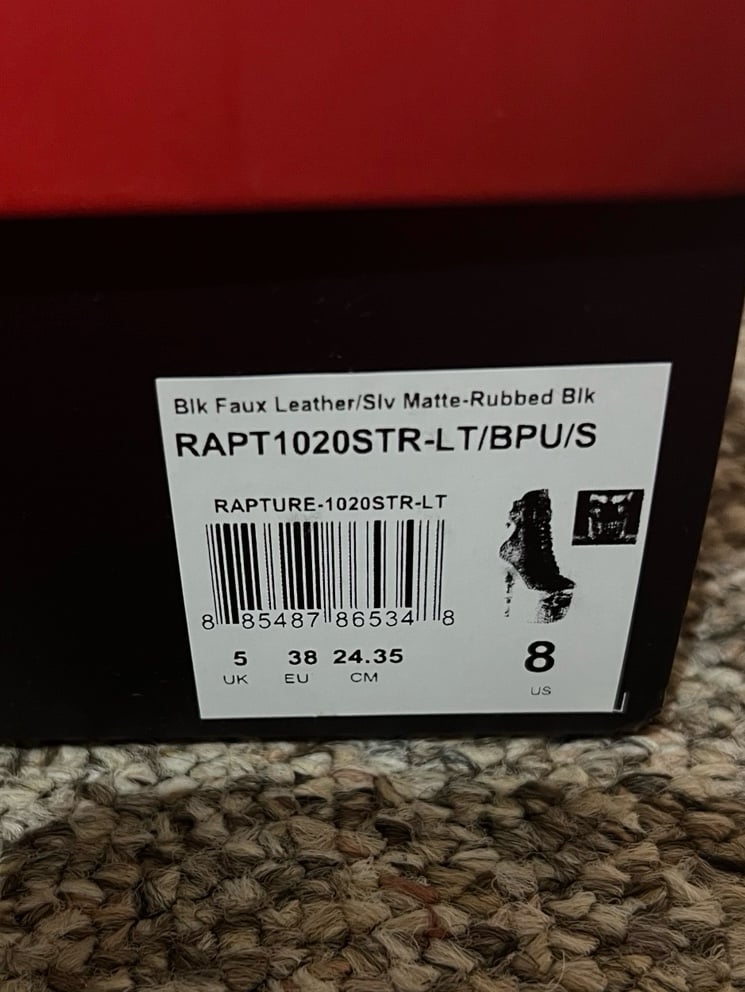 Blk Faux Leather/Slv Matte-Rubbed Blk
RAPT1020STR-LT/BPU/S
RAPTURE-1020STR-LT
8 85487 86534 8
5 38 24.35 8
UK EU CM US